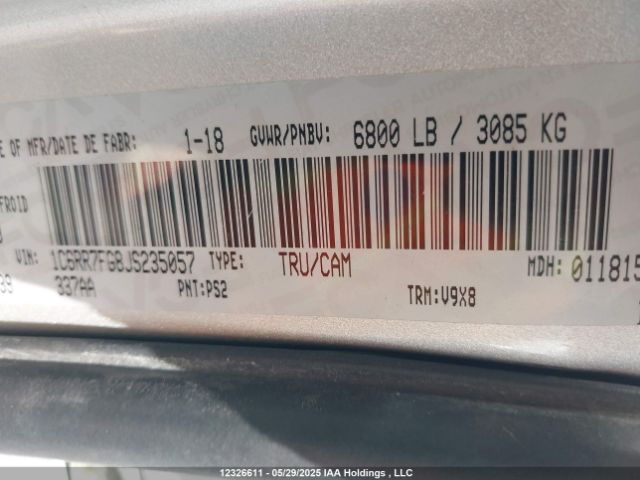 E OF MFR/DATE DE FABR: 1-18 GVWR/PNBV: 6800 LB / 3085 KG
FROID
VIN: 1C6RR7FG8JS235057 TYPE: TRU/CAM MDH: 011815
337AA PNT:PS2 TRM:V9X8
12326611 - 05/29/2025 IAA Holdings , LLC